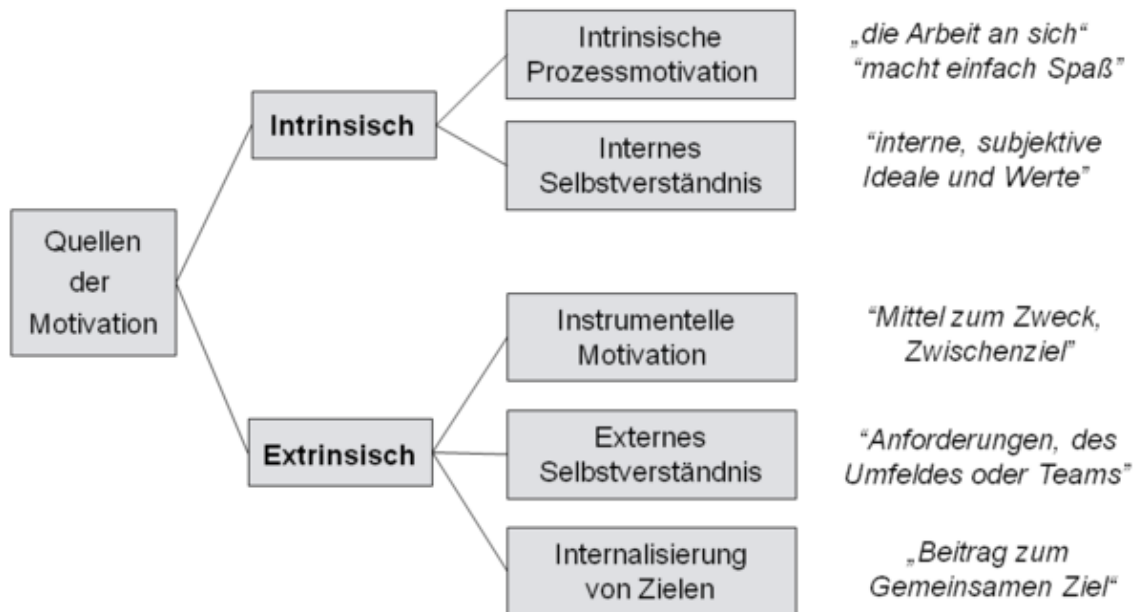 Quellen
der
Motivation
Intrinsisch
Intrinsische
Prozessmotivation
„die Arbeit an sich“
“macht einfach Spaß”
Internes
Selbstverständnis
“interne, subjektive
Ideale und Werte”
Extrinsisch
Instrumentelle
Motivation
“Mittel zum Zweck,
Zwischenziel”
Externes
Selbstverständnis
“Anforderungen, des
Umfeldes oder Teams”
Internalisierung
von Zielen
„Beitrag zum
Gemeinsamen Ziel“